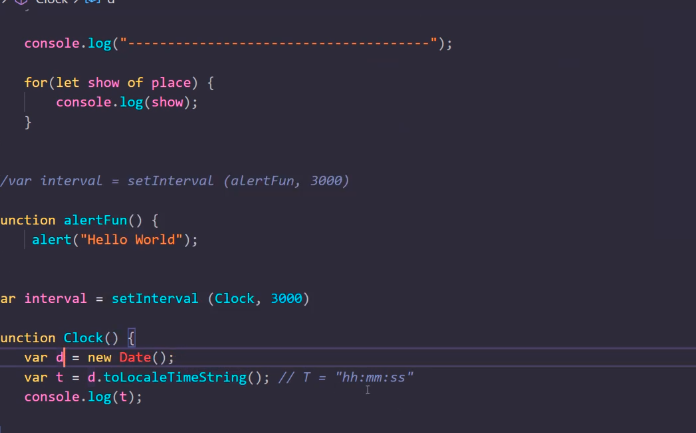 Clock d
console.log("--------------------------------------");
for(let show of place) {
console.log(show);
}
/var interval = setInterval (alertFun, 3000)
unction alertFun() {
alert("Hello World");
ar interval = setInterval (Clock, 3000)
unction Clock() {
var d = new Date();
var t = d.toLocaleTimeString(); // T = "hh:mm:ss"
console.log(t);